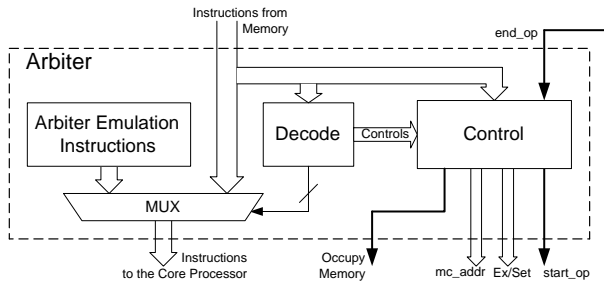 Instructions from
Memory
end_op
Arbiter
Arbiter Emulation
Instructions
Decode
Controls
Control
MUX
Instructions
to the Core Processor
Occupy
Memory
mc_addr
Ex/Set
start_op